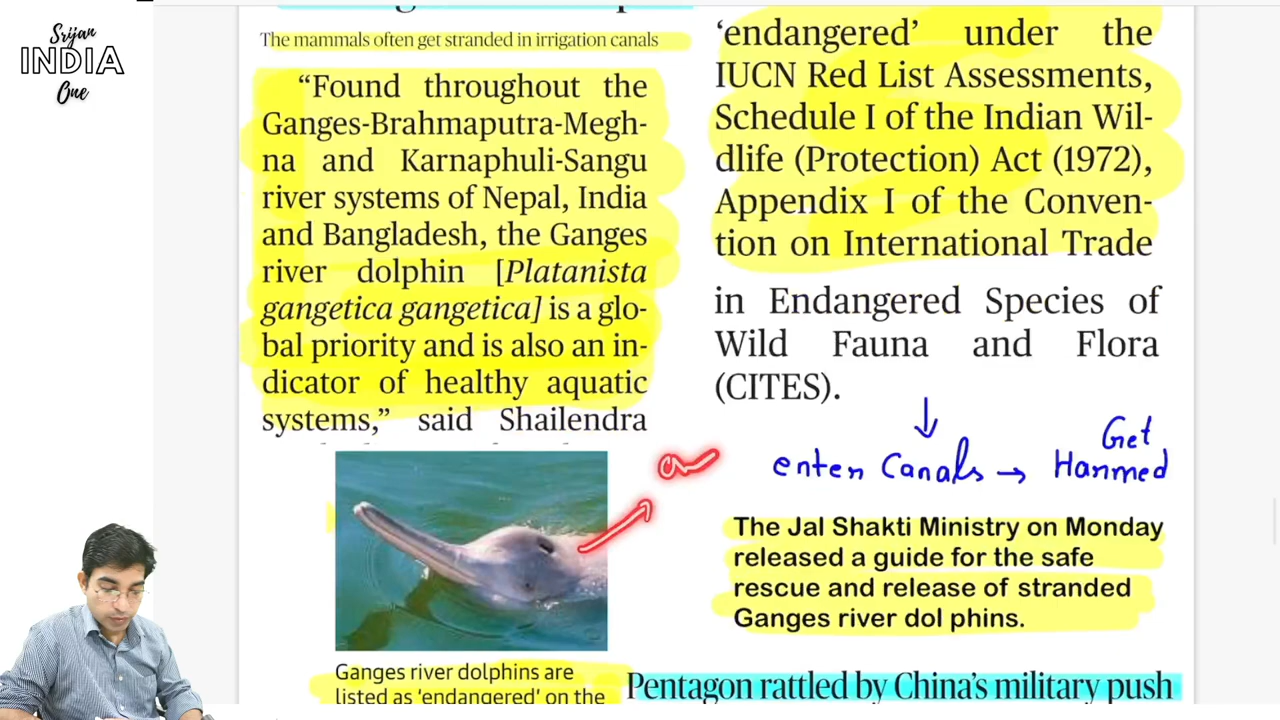 Srijan
INDIA
One
The mammals often get stranded in irrigation canals
“Found throughout the
Ganges-Brahmaputra-Megh-
na and Karnaphuli-Sangu
river systems of Nepal, India
and Bangladesh, the Ganges
river dolphin [Platanista
gangetica gangetica] is a glo-
bal priority and is also an in-
dicator of healthy aquatic
systems,” said Shailendra
Ganges river dolphins are
listed as ‘endangered’ on the
‘endangered’ under the
IUCN Red List Assessments,
Schedule I of the Indian Wil-
dlife (Protection) Act (1972),
Appendix I of the Conven-
tion on International Trade
in Endangered Species of
Wild Fauna and Flora
(CITES).
enter Canals → Get Harmed
The Jal Shakti Ministry on Monday
released a guide for the safe
rescue and release of stranded
Ganges river dol phins.
Pentagon rattled by China’s military push